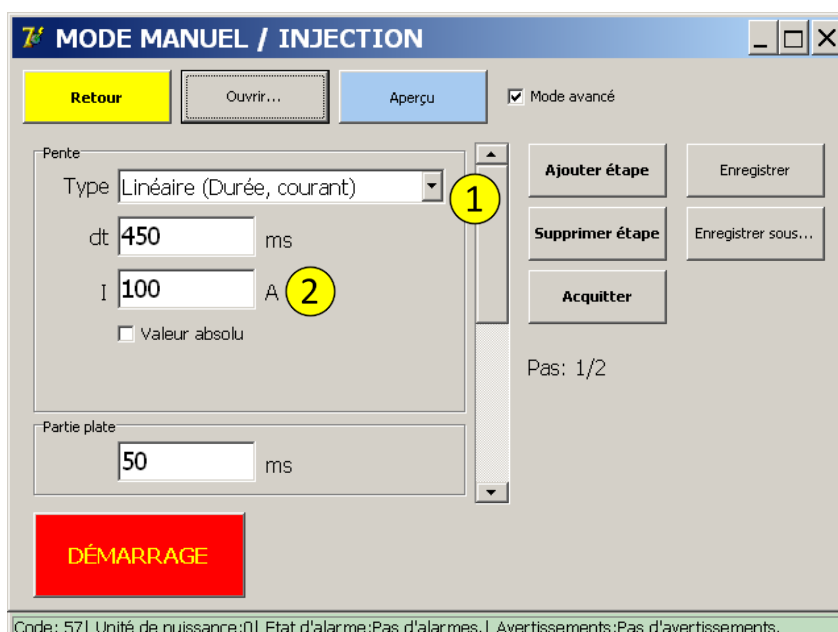 MODE MANUEL / INJECTION
Retour
Ouvrir...
Aperçu
Mode avancé
Pente
Type Linéaire (Durée, courant)
1
dt 450 ms
I 100 A
2
Valeur absolu
Partie plate
50 ms
Ajouter étape
Enregistrer
Supprimer étape
Enregistrer sous...
Acquitter
Pas: 1/2
DÉMARRAGE
Code: 57| Unité de nuissance:0| Etat d'alarme:Pas d'alarmes.| Avertissements:Pas d'avertissements.